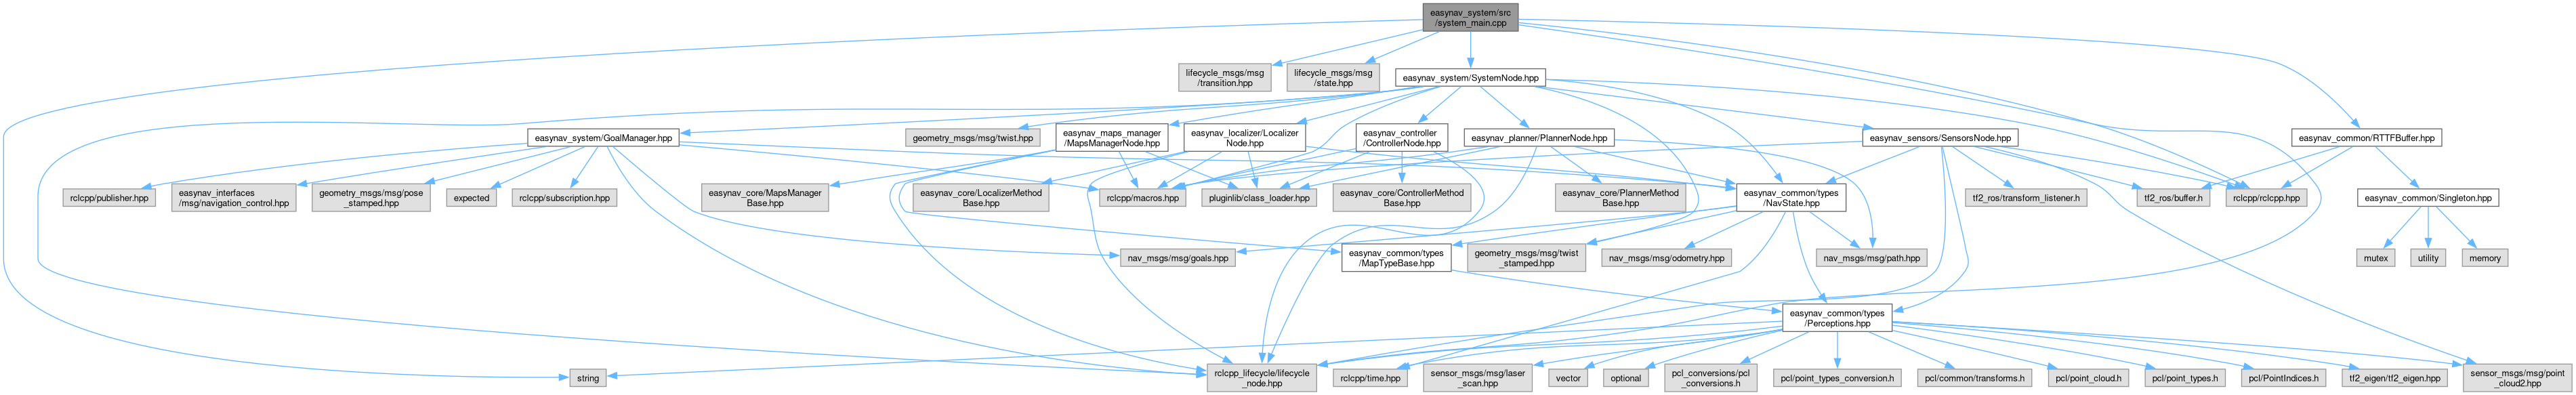 easynav_system/src
/system_main.cpp
lifecycle_msgs/msg
/transition.hpp
lifecycle_msgs/msg
/state.hpp
easynav_system/SystemNode.hpp
easynav_system/GoalManager.hpp
geometry_msgs/msg/twist.hpp
easynav_maps_manager
/MapsManagerNode.hpp
easynav_localizer/Localizer
Node.hpp
easynav_controller
/ControllerNode.hpp
easynav_planner/PlannerNode.hpp
easynav_sensors/SensorsNode.hpp
easynav_common/RTTFBuffer.hpp
rclcpp/publisher.hpp
easynav_interfaces
/msg/navigation_control.hpp
geometry_msgs/msg/pose
_stamped.hpp
expected
rclcpp/subscription.hpp
easynav_core/MapsManager
Base.hpp
easynav_core/LocalizerMethod
Base.hpp
rclcpp/macros.hpp
pluginlib/class_loader.hpp
easynav_core/ControllerMethod
Base.hpp
easynav_core/PlannerMethod
Base.hpp
easynav_common/types
/NavState.hpp
tf2_ros/transform_listener.h
tf2_ros/buffer.h
rclcpp/rclcpp.hpp
easynav_common/Singleton.hpp
nav_msgs/msg/goals.hpp
easynav_common/types
/MapTypeBase.hpp
geometry_msgs/msg/twist
_stamped.hpp
nav_msgs/msg/odometry.hpp
nav_msgs/msg/path.hpp
mutex
utility
memory
easynav_common/types
/Perceptions.hpp
string
rclcpp_lifecycle/lifecycle
_node.hpp
rclcpp/time.hpp
sensor_msgs/msg/laser
_scan.hpp
vector
optional
pcl_conversions/pcl
_conversions.h
pcl/point_types_conversion.h
pcl/common/transforms.h
pcl/point_cloud.h
pcl/point_types.h
pcl/PointIndices.h
tf2_eigen/tf2_eigen.hpp
sensor_msgs/msg/point
_cloud2.hpp